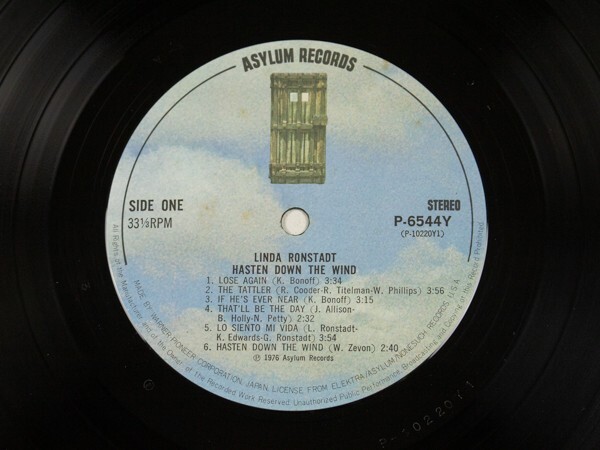 ASYLUM RECORDS
SIDE ONE
33⅓RPM
STEREO
P-6544Y
(P-10220Y1)
LINDA RONSTADT
HASTEN DOWN THE WIND
1. LOSE AGAIN (K. Bonoff) 3:34
2. THE TATTLER (R. Cooder-R. Titelman-W. Phillips) 3:56
3. IF HE'S EVER NEAR (K. Bonoff) 3:15
4. THAT'LL BE THE DAY (J. Allison-
B. Holly-N. Petty) 2:32
5. LO SIENTO MI VIDA (L. Ronstadt-
K. Edwards-G. Ronstadt) 3:54
6. HASTEN DOWN THE WIND (W. Zevon) 2:40
℗ 1976 Asylum Records
MADE BY WARNER-PIONEER CORPORATION, JAPAN, LICENSE FROM ELEKTRA/ASYLUM/NONESUCH RECORDS, U.S.A.
All Rights of the Manufacturer and of the Owner of the Recorded Work Reserved. Unauthorized Public Performance, Broadcasting and Copying of this Record Prohibited.
P-10220Y1